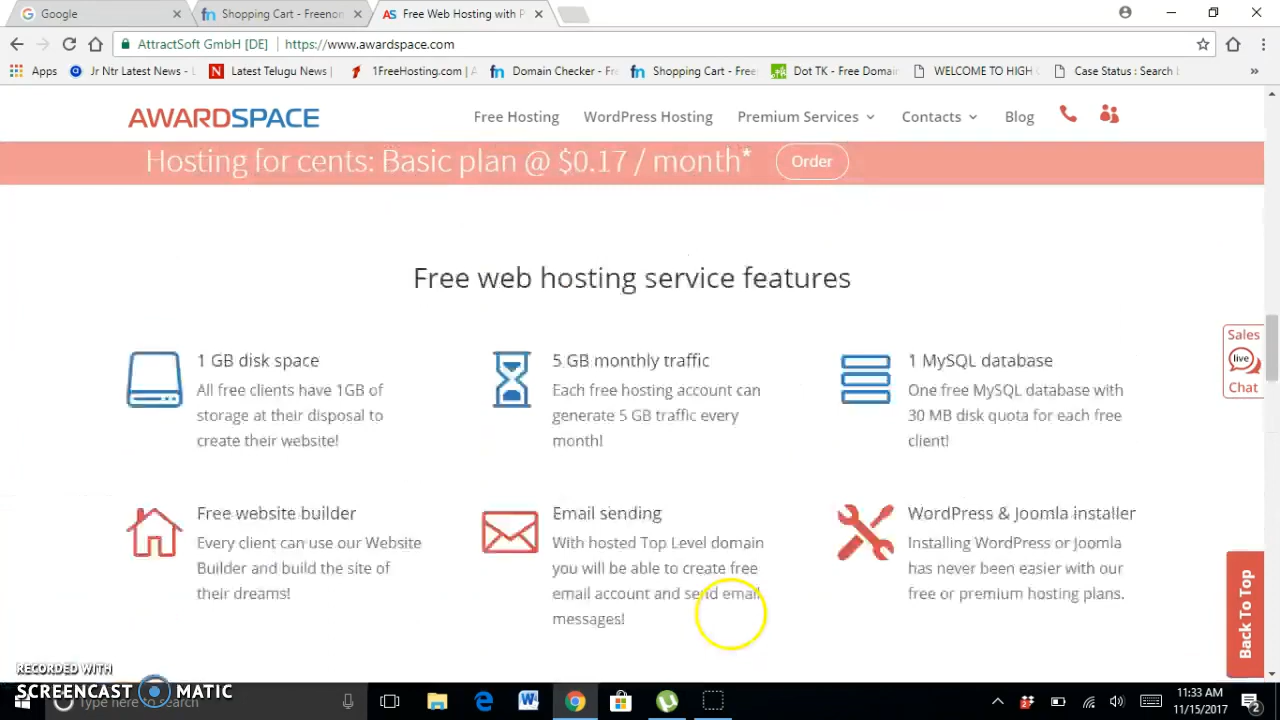 Google
Shopping Cart - Freenom
Free Web Hosting with P
AttractSoft GmbH [DE]
https://www.awardspace.com
Apps
Jr Ntr Latest News -
Latest Telugu News |
1FreeHosting.com |
Domain Checker - Fr
Shopping Cart - Free
Dot TK - Free Domai
WELCOME TO HIGH
Case Status : Search
»
AWARDSPACE
Free Hosting
WordPress Hosting
Premium Services
Contacts
Blog
Hosting for cents: Basic plan @ $0.17 / month*
Order
Free web hosting service features
1 GB disk space
All free clients have 1GB of
storage at their disposal to
create their website!
5 GB monthly traffic
Each free hosting account can
generate 5 GB traffic every
month!
1 MySQL database
One free MySQL database with
30 MB disk quota for each free
client!
Free website builder
Every client can use our Website
Builder and build the site of
their dreams!
Email sending
With hosted Top Level domain
you will be able to create free
email account and send email
messages!
WordPress & Joomla installer
Installing WordPress or Joomla
has never been easier with our
free or premium hosting plans.
Sales
live
Chat
Back To Top
RECORDED WITH
SCREENCAST MATIC
Type here to search
11:33 AM
11/15/2017
2